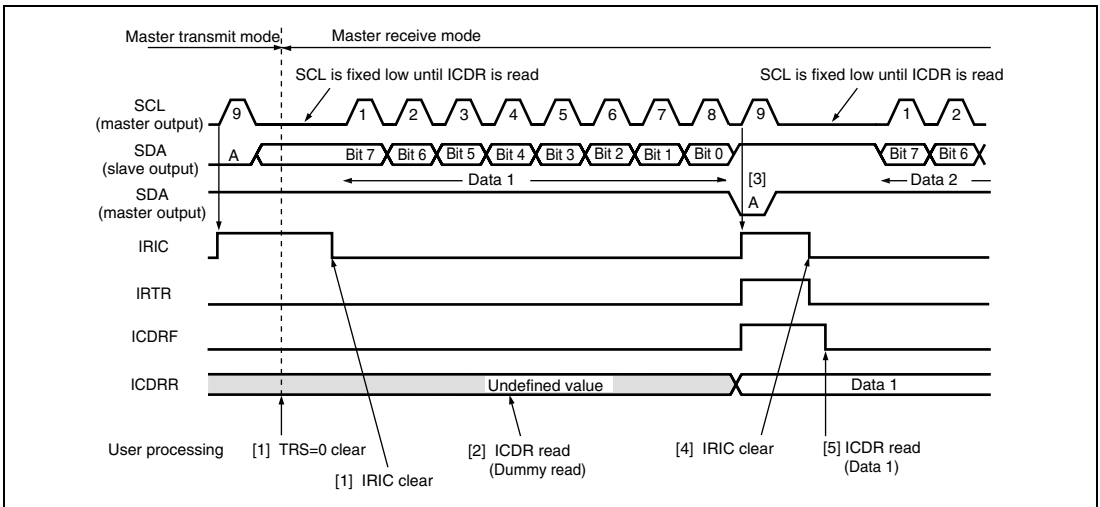 Master transmit mode Master receive mode
SCL is fixed low until ICDR is read SCL is fixed low until ICDR is read
SCL
(master output)
9 1 2 3 4 5 6 7 8 9 1 2
SDA
(slave output)
A Bit 7 Bit 6 Bit 5 Bit 4 Bit 3 Bit 2 Bit 1 Bit 0 Bit 7 Bit 6
Data 1 [3] Data 2
SDA
(master output)
A
IRIC
IRTR
ICDRF
ICDRR Undefined value Data 1
User processing [1] TRS=0 clear [2] ICDR read [4] IRIC clear [5] ICDR read
(Dummy read) (Data 1)
[1] IRIC clear